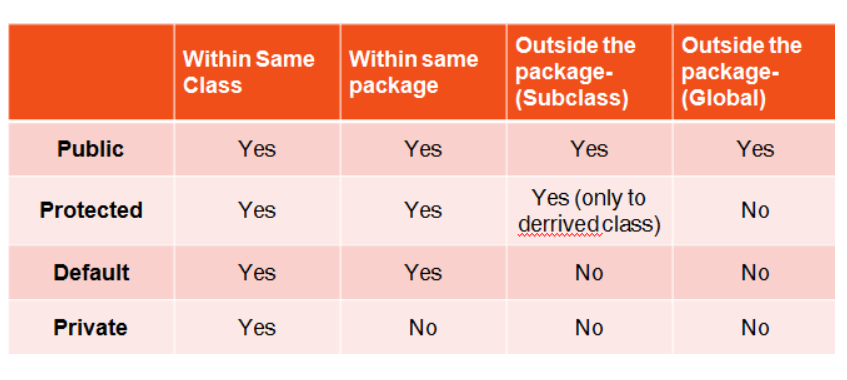 Within Same Class
Within same package
Outside the package- (Subclass)
Outside the package- (Global)
Public Yes Yes Yes Yes
Protected Yes Yes Yes (only to derrived class) No
Default Yes Yes No No
Private Yes No No No